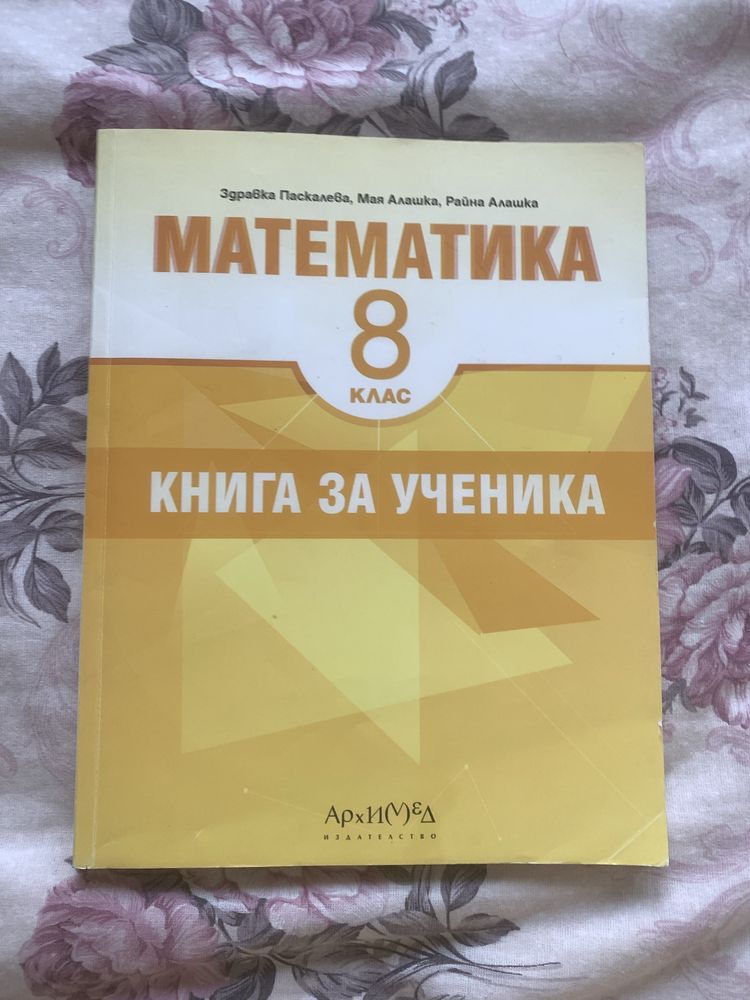 Здравка Паскалева, Мая Алашка, Райна Алашка
МАТЕМАТИКА
8
КЛАС
КНИГА ЗА УЧЕНИКА
АрхИмЕД
ИЗДАТЕЛСТВО